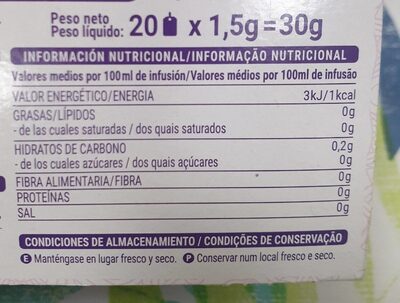 Peso neto
Peso líquido: 20 x 1,5g=30g
INFORMACIÓN NUTRICIONAL/INFORMAÇÃO NUTRICIONAL
Valores medios por 100ml de infusión/Valores médios por 100ml de infusão
VALOR ENERGÉTICO/ENERGIA 3kJ/1kcal
GRASAS/LÍPIDOS 0g
- de las cuales saturadas / dos quais saturados 0g
HIDRATOS DE CARBONO 0,2g
- de los cuales azúcares / dos quais açúcares 0g
FIBRA ALIMENTARIA/FIBRA 0g
PROTEÍNAS 0g
SAL 0g
CONDICIONES DE ALMACENAMIENTO / CONDIÇÕES DE CONSERVAÇÃO
E Manténgase en lugar fresco y seco. P Conservar num local fresco e seco.